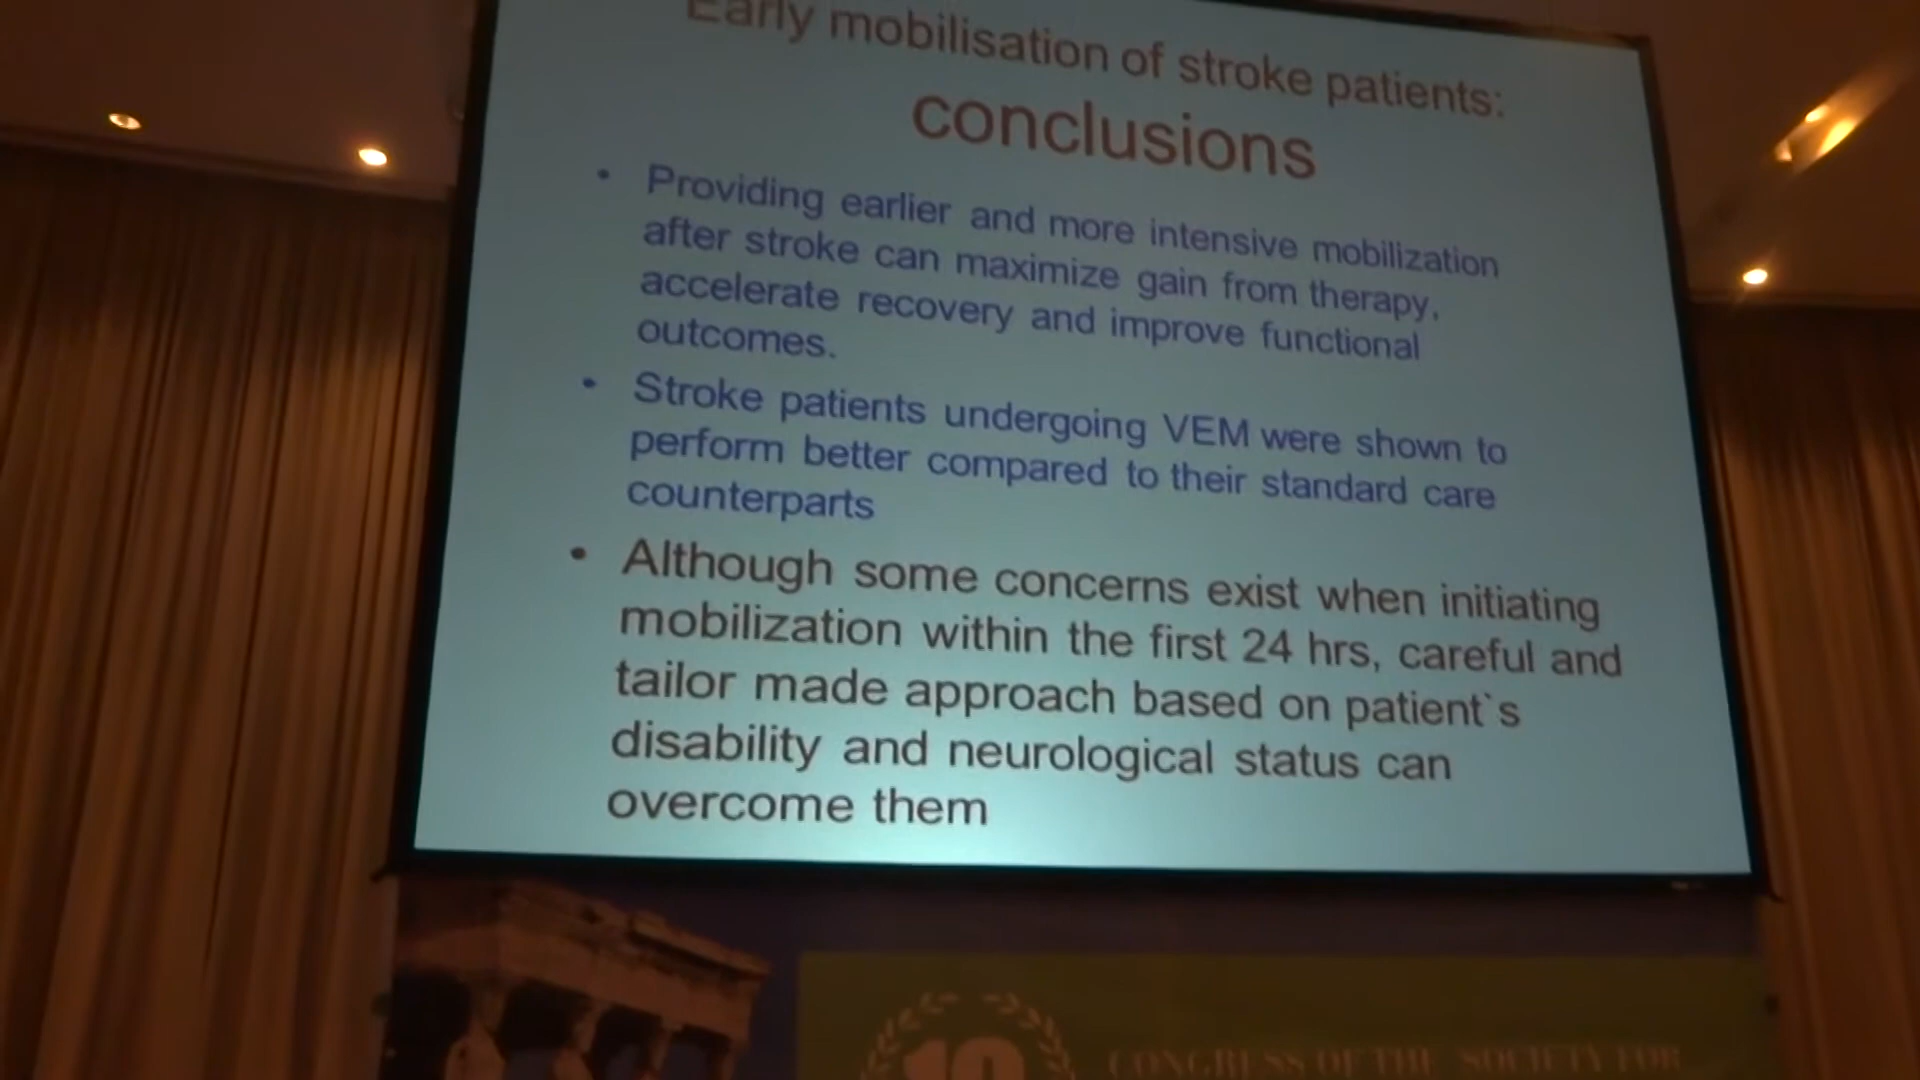 Early mobilisation of stroke patients:
conclusions
• Providing earlier and more intensive mobilization
after stroke can maximize gain from therapy,
accelerate recovery and improve functional
outcomes.
• Stroke patients undergoing VEM were shown to
perform better compared to their standard care
counterparts
• Although some concerns exist when initiating
mobilization within the first 24 hrs, careful and
tailor made approach based on patient`s
disability and neurological status can
overcome them
CONGRESS OF THE SOCIETY FOR